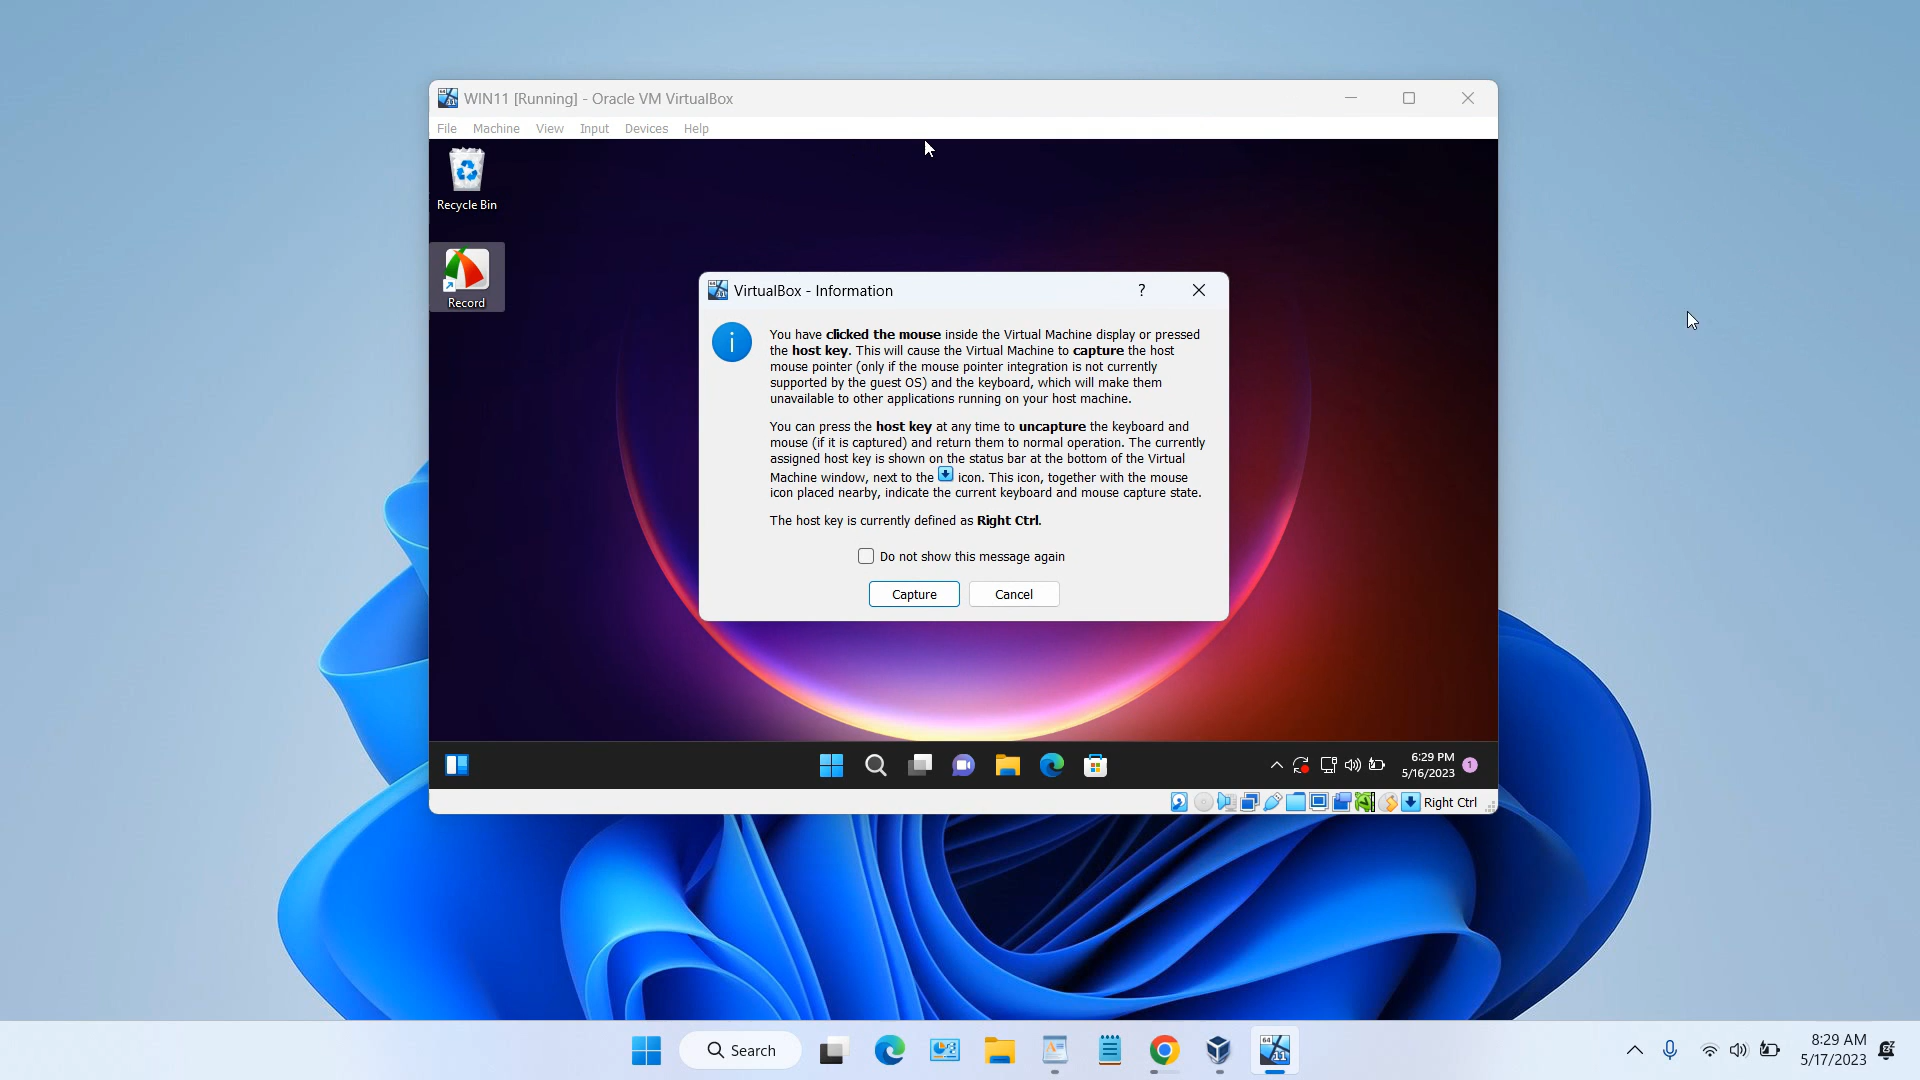 WIN11 [Running] - Oracle VM VirtualBox
File Machine View Input Devices Help
Recycle Bin
Record
VirtualBox - Information
You have clicked the mouse inside the Virtual Machine display or pressed
the host key. This will cause the Virtual Machine to capture the host
mouse pointer (only if the mouse pointer integration is not currently
supported by the guest OS) and the keyboard, which will make them
unavailable to other applications running on your host machine.
You can press the host key at any time to uncapture the keyboard and
mouse (if it is captured) and return them to normal operation. The currently
assigned host key is shown on the status bar at the bottom of the Virtual
Machine window, next to the icon. This icon, together with the mouse
icon placed nearby, indicate the current keyboard and mouse capture state.
The host key is currently defined as Right Ctrl.
Do not show this message again
Capture Cancel
6:29 PM
5/16/2023
1
Right Ctrl
Search
64
11
8:29 AM
5/17/2023